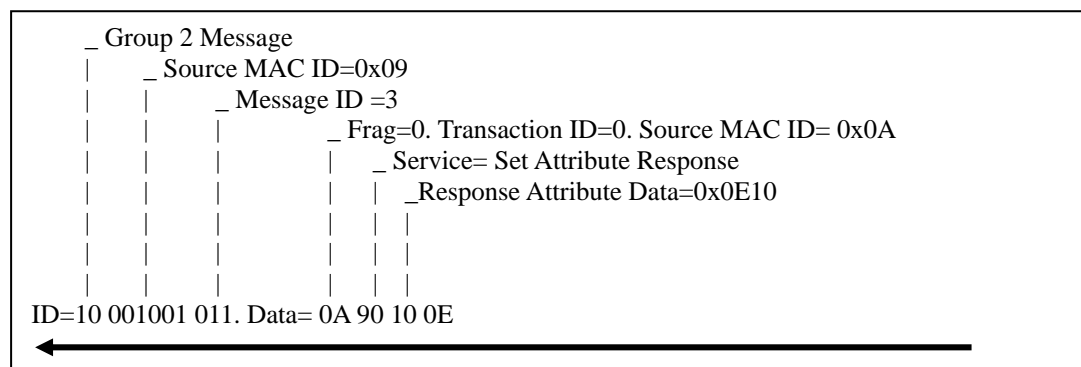 _ Group 2 Message
| _ Source MAC ID=0x09
| | _ Message ID =3
| | | _ Frag=0. Transaction ID=0. Source MAC ID= 0x0A
| | | | _ Service= Set Attribute Response
| | | | | _Response Attribute Data=0x0E10
| | | | | |
| | | | | |
| | | | | |
ID=10 001001 011. Data= 0A 90 10 0E